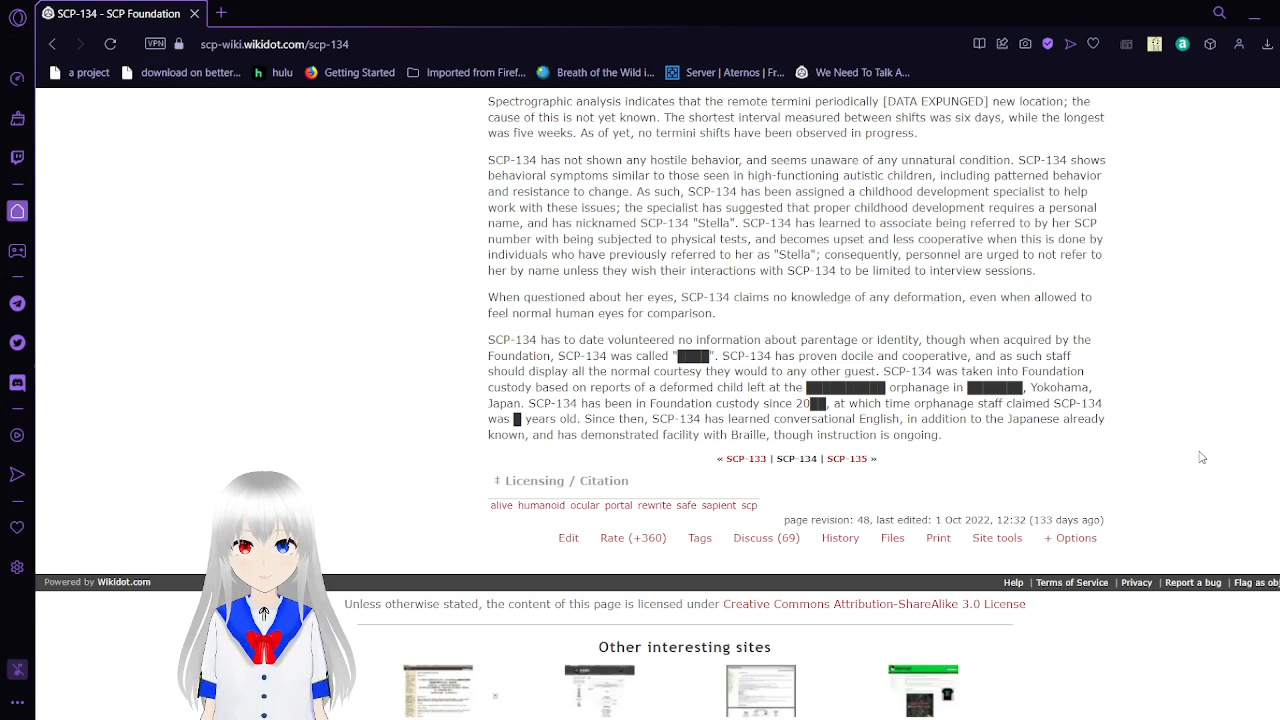 SCP-134 - SCP Foundation
VPN
scp-wiki.wikidot.com/scp-134
a project
download on better...
hulu
Getting Started
Imported from Firef...
Breath of the Wild i...
Server | Aternos | Fr...
We Need To Talk A...
Spectrographic analysis indicates that the remote termini periodically [DATA EXPUNGED] new location; the
cause of this is not yet known. The shortest interval measured between shifts was six days, while the longest
was five weeks. As of yet, no termini shifts have been observed in progress.
SCP-134 has not shown any hostile behavior, and seems unaware of any unnatural condition. SCP-134 shows
behavioral symptoms similar to those seen in high-functioning autistic children, including patterned behavior
and resistance to change. As such, SCP-134 has been assigned a childhood development specialist to help
work with these issues; the specialist has suggested that proper childhood development requires a personal
name, and has nicknamed SCP-134 "Stella". SCP-134 has learned to associate being referred to by her SCP
number with being subjected to physical tests, and becomes upset and less cooperative when this is done by
individuals who have previously referred to her as "Stella"; consequently, personnel are urged to not refer to
her by name unless they wish their interactions with SCP-134 to be limited to interview sessions.
When questioned about her eyes, SCP-134 claims no knowledge of any deformation, even when allowed to
feel normal human eyes for comparison.
SCP-134 has to date volunteered no information about parentage or identity, though when acquired by the
Foundation, SCP-134 was called "████". SCP-134 has proven docile and cooperative, and as such staff
should display all the normal courtesy they would to any other guest. SCP-134 was taken into Foundation
custody based on reports of a deformed child left at the ██████████ orphanage in ███████, Yokohama,
Japan. SCP-134 has been in Foundation custody since 20██, at which time orphanage staff claimed SCP-134
was █ years old. Since then, SCP-134 has learned conversational English, in addition to the Japanese already
known, and has demonstrated facility with Braille, though instruction is ongoing.
« SCP-133 | SCP-134 | SCP-135 »
‡ Licensing / Citation
alive humanoid ocular portal rewrite safe sapient scp
page revision: 48, last edited: 1 Oct 2022, 12:32 (133 days ago)
Edit Rate (+360) Tags Discuss (69) History Files Print Site tools + Options
Powered by Wikidot.com
Help | Terms of Service | Privacy | Report a bug | Flag as obj
Unless otherwise stated, the content of this page is licensed under Creative Commons Attribution-ShareAlike 3.0 License
Other interesting sites